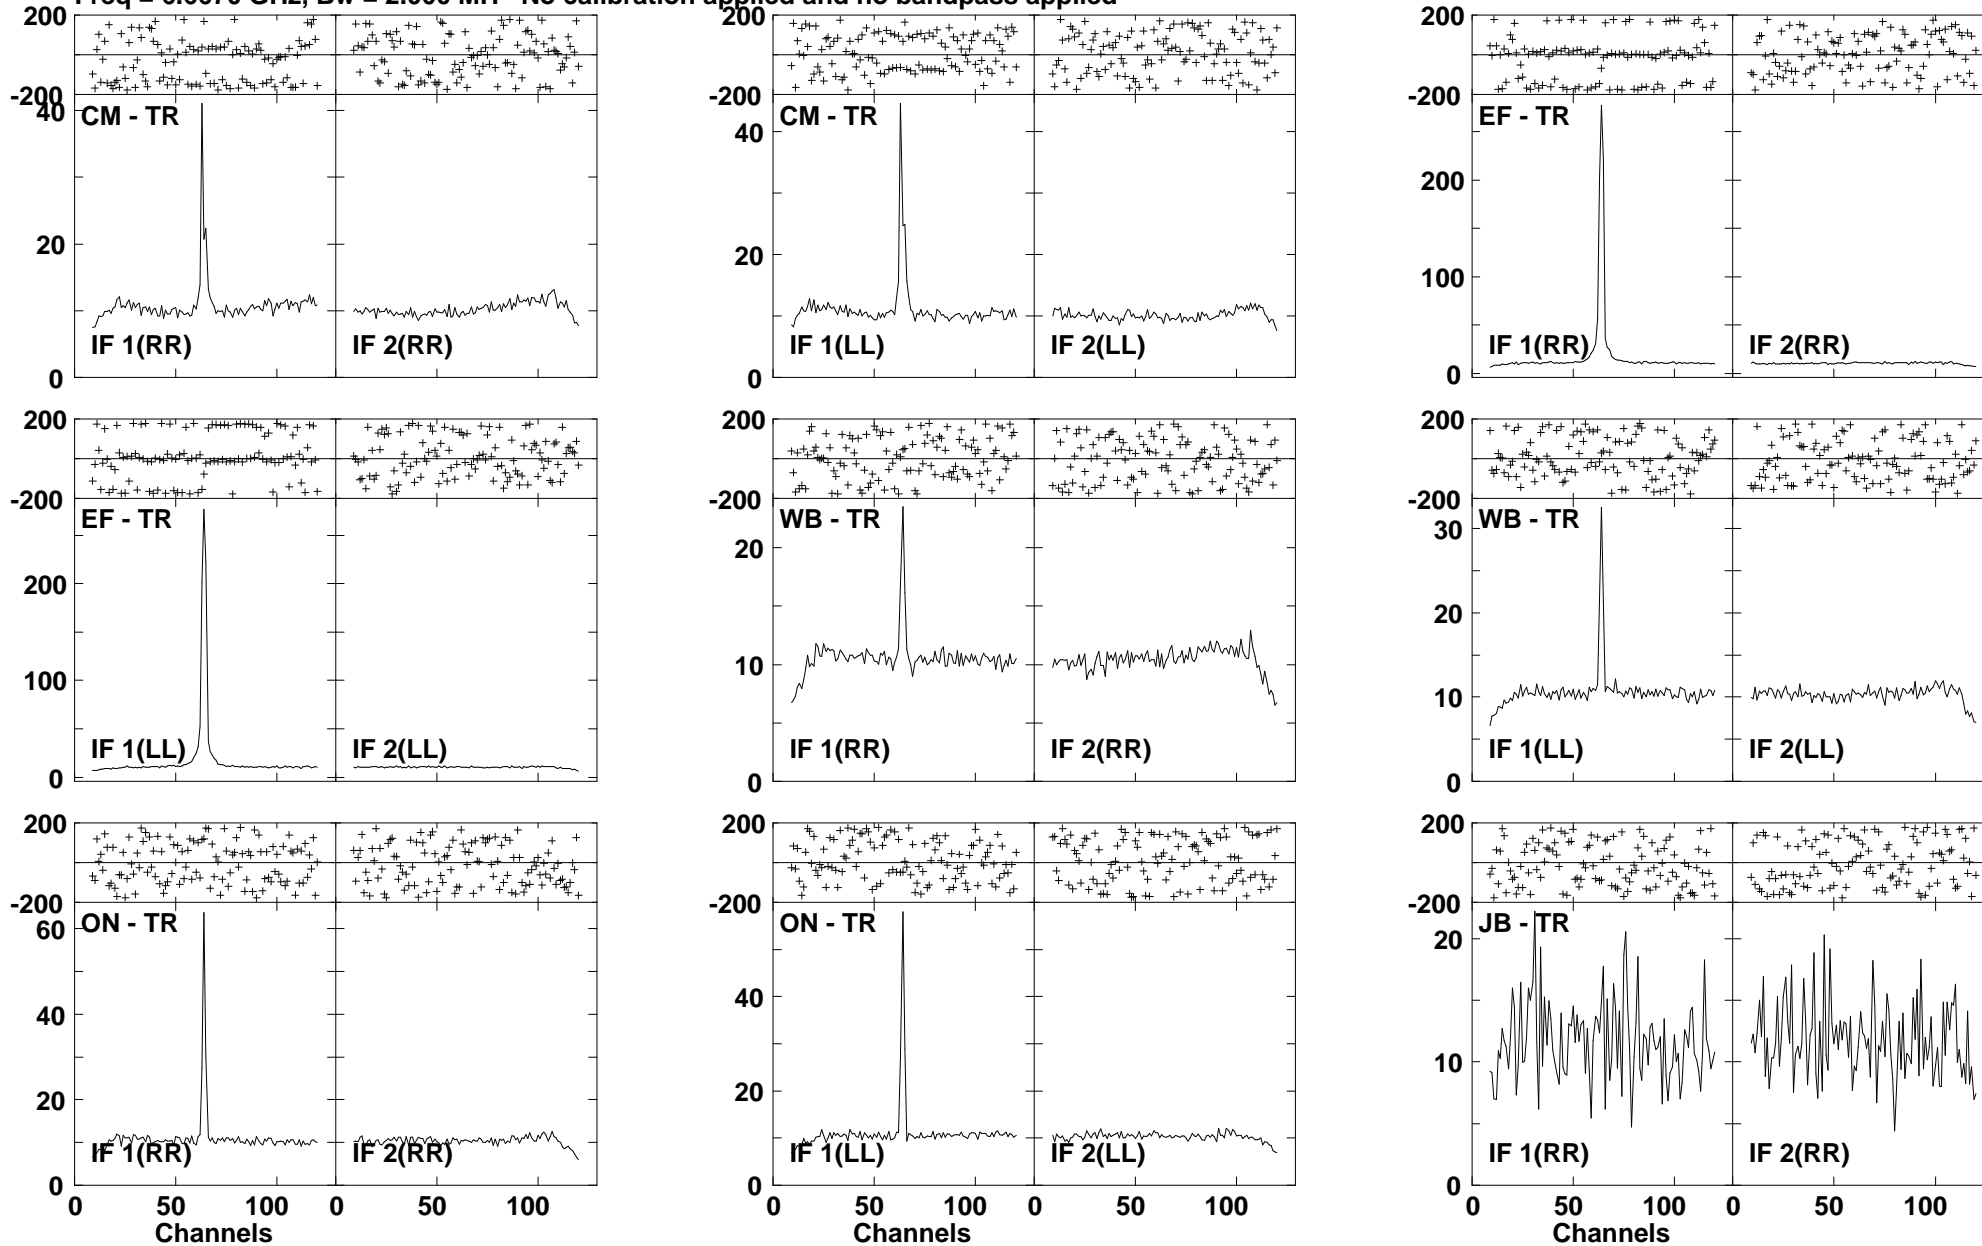 No calibration applied and no bandpass applied
200 200 200
-200 -200 -200
40 CM - TR CM - TR EF - TR
40
200
20 20
100
IF 1(RR) IF 2(RR) IF 1(LL) IF 2(LL) IF 1(RR) IF 2(RR)
0 0 0
200 200 200
-200 -200 -200
EF - TR WB - TR WB - TR
30
20
200
20
100 10 10
IF 1(LL) IF 2(LL) IF 1(RR) IF 2(RR) IF 1(LL) IF 2(LL)
0 0 0
200 200 200
-200 -200 -200
60 ON - TR ON - TR JB - TR
20
40 40
10
20 20
IF 1(RR) IF 2(RR) IF 1(LL) IF 2(LL) IF 1(RR) IF 2(RR)
0 0 0
0 50 100 0 100 0 50 100 0 100 0 50 100 0 100
Channels Channels Channels